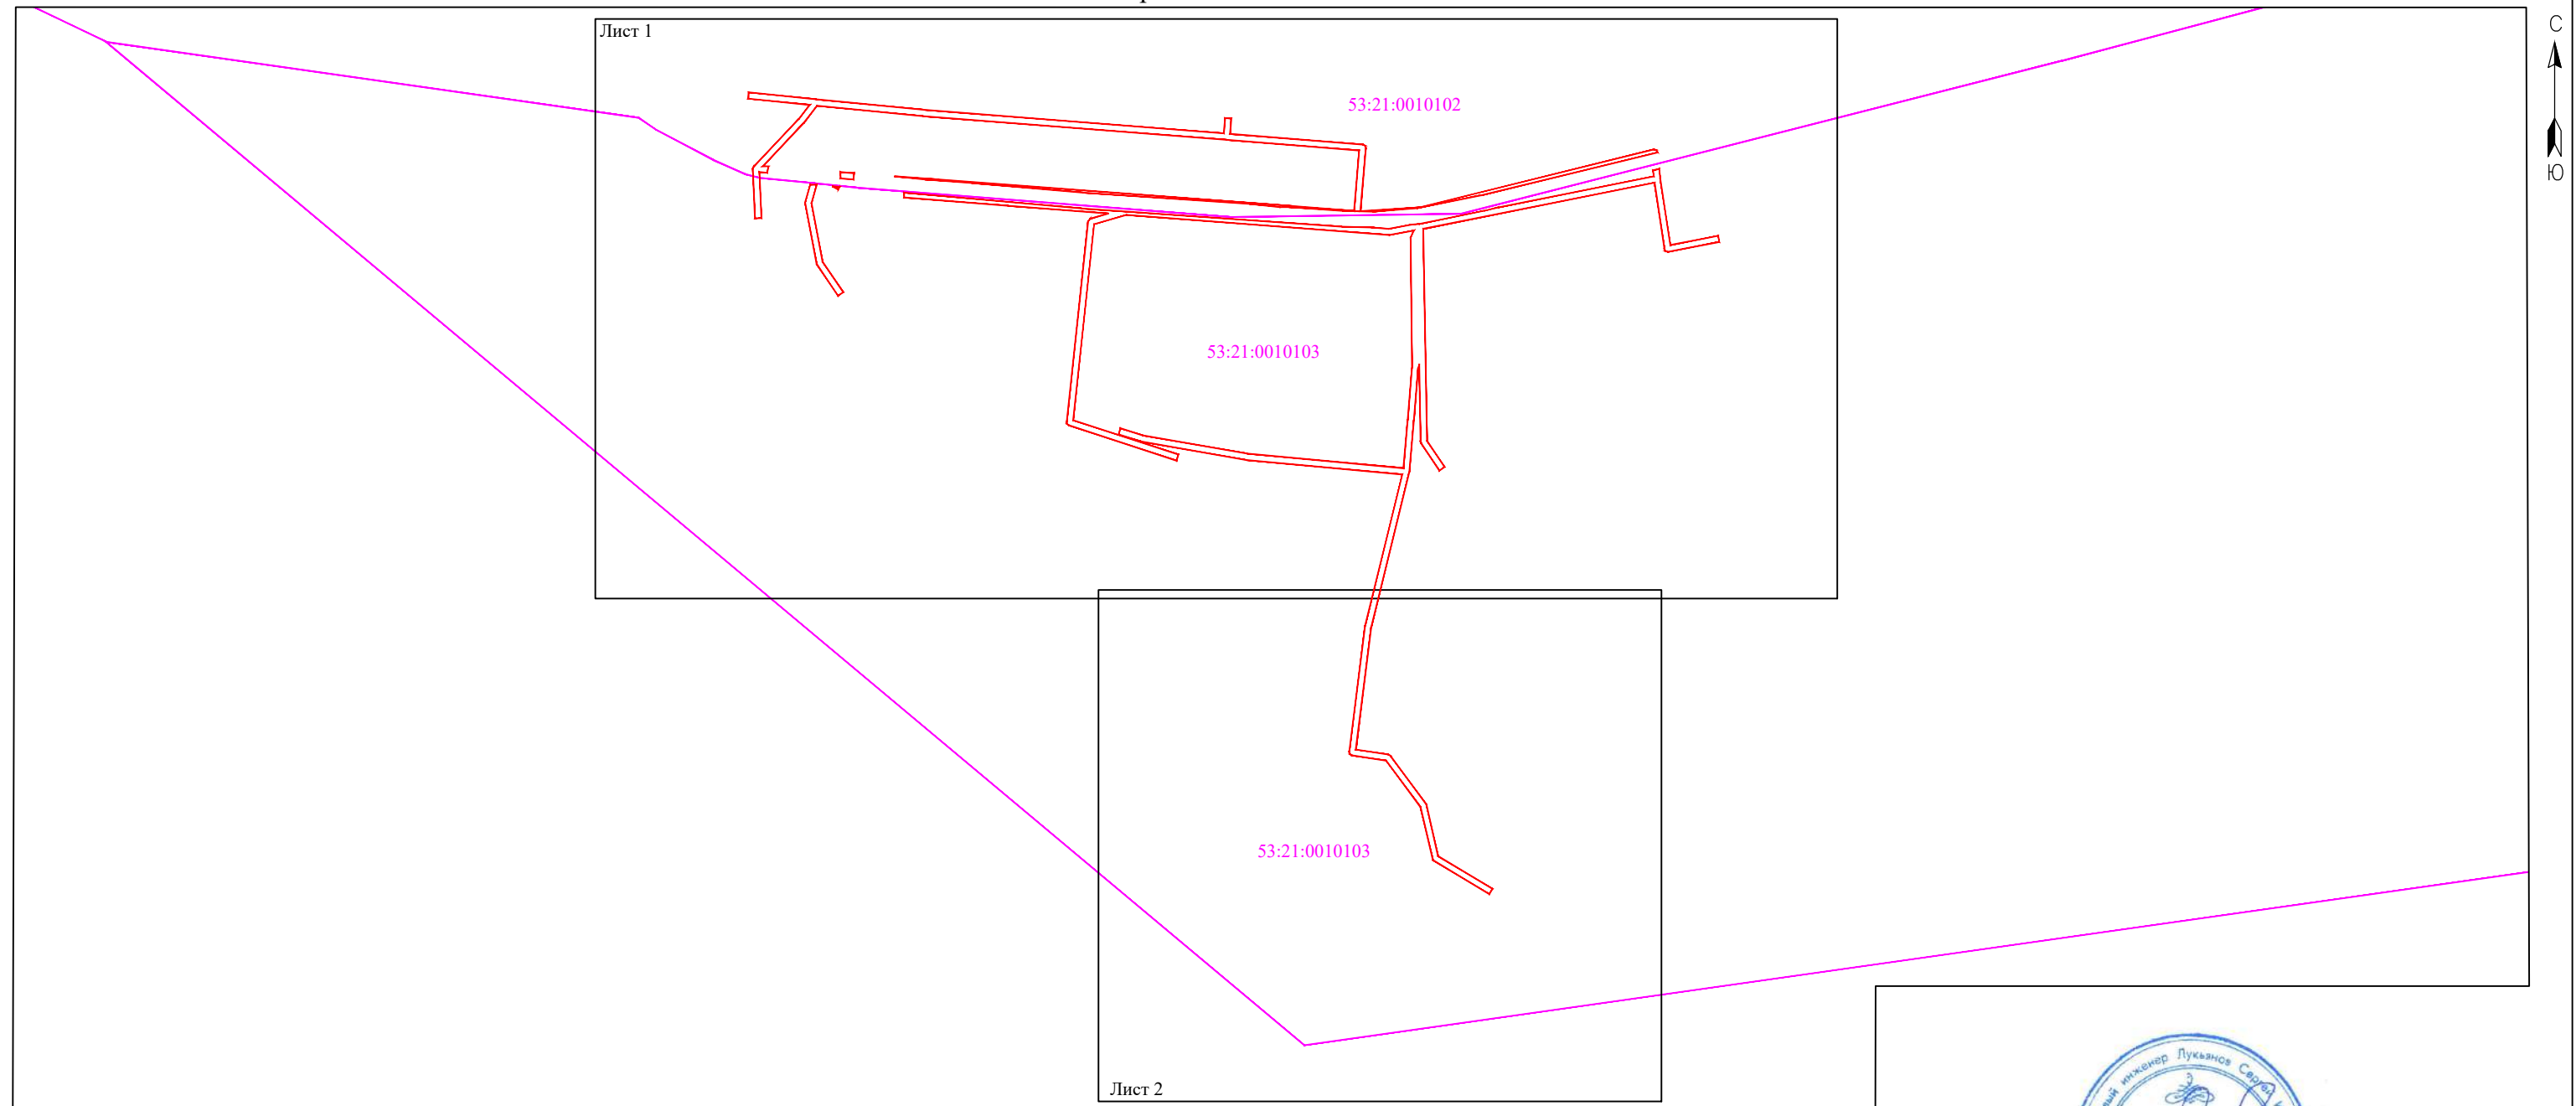 Лист 1
С
53:21:0010102
Ю
53:21:0010103
53:21:0010103
Лист 2
инженер Лукьянов